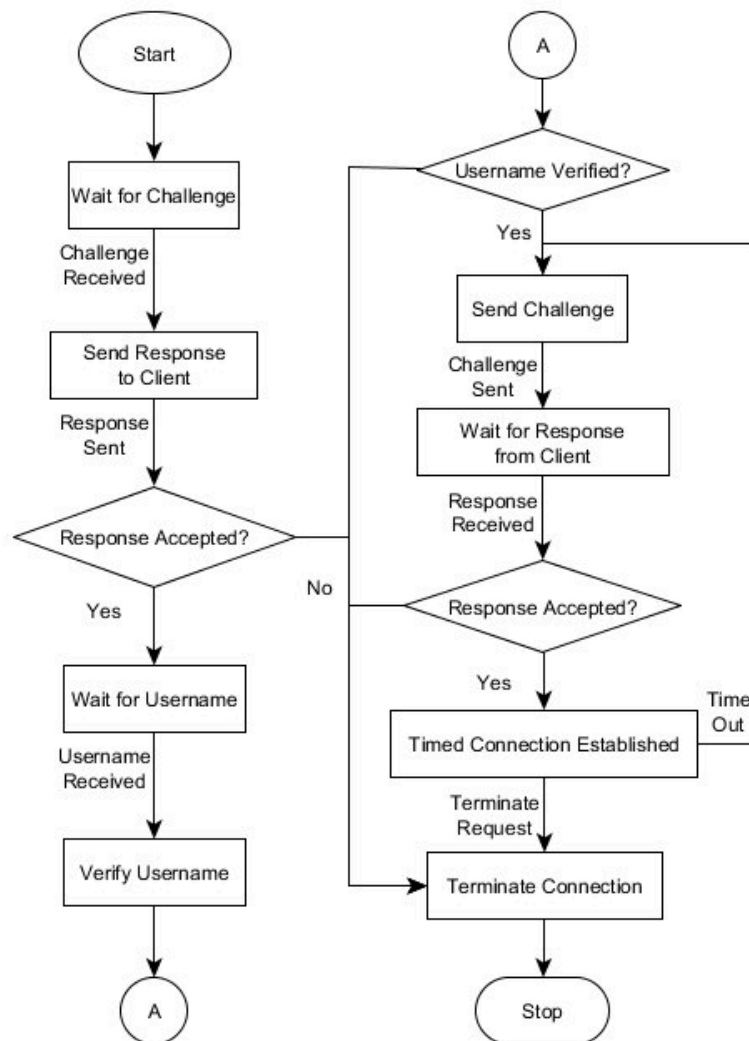 Start
Wait for Challenge
Challenge
Received
Send Response
to Client
Response
Sent
Response Accepted?
Yes
No
Wait for Username
Username
Received
Verify Username
A
A
Username Verified?
Yes
Send Challenge
Challenge
Sent
Wait for Response
from Client
Response
Received
Response Accepted?
Yes
Time
Out
Timed Connection Established
Terminate
Request
Terminate Connection
Stop